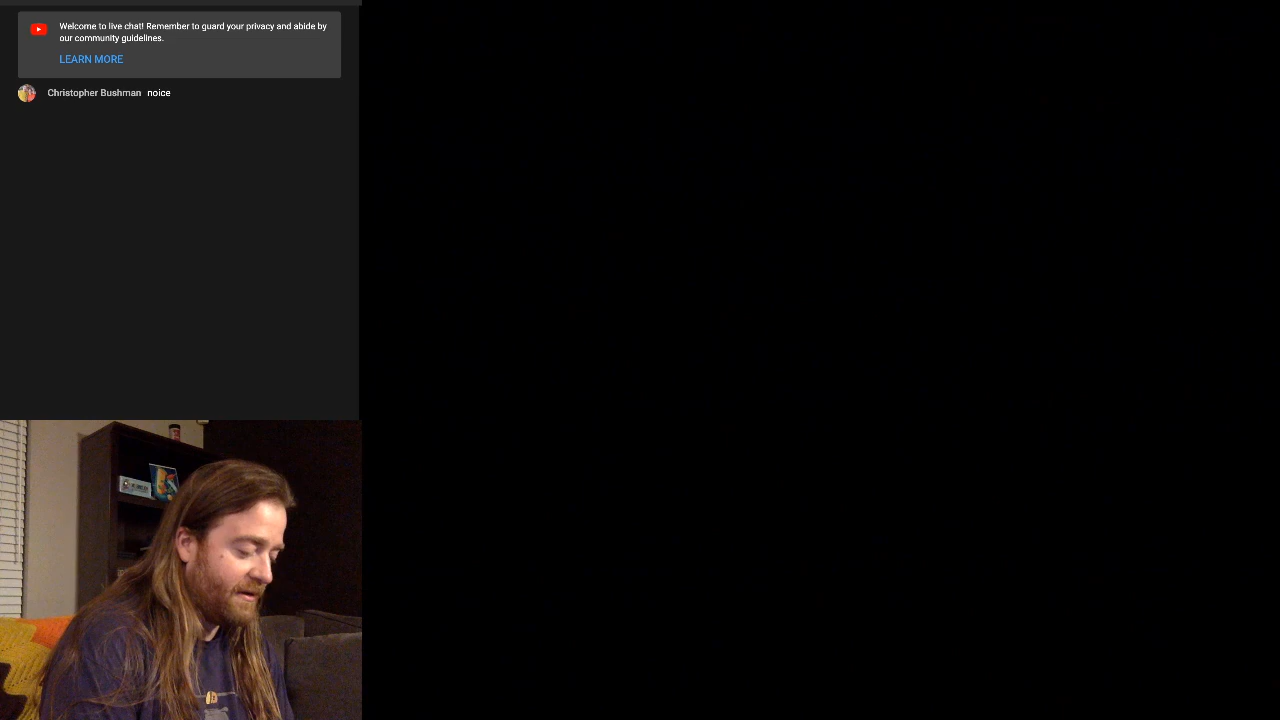 Welcome to live chat! Remember to guard your privacy and abide by
our community guidelines.
LEARN MORE
Christopher Bushman noice